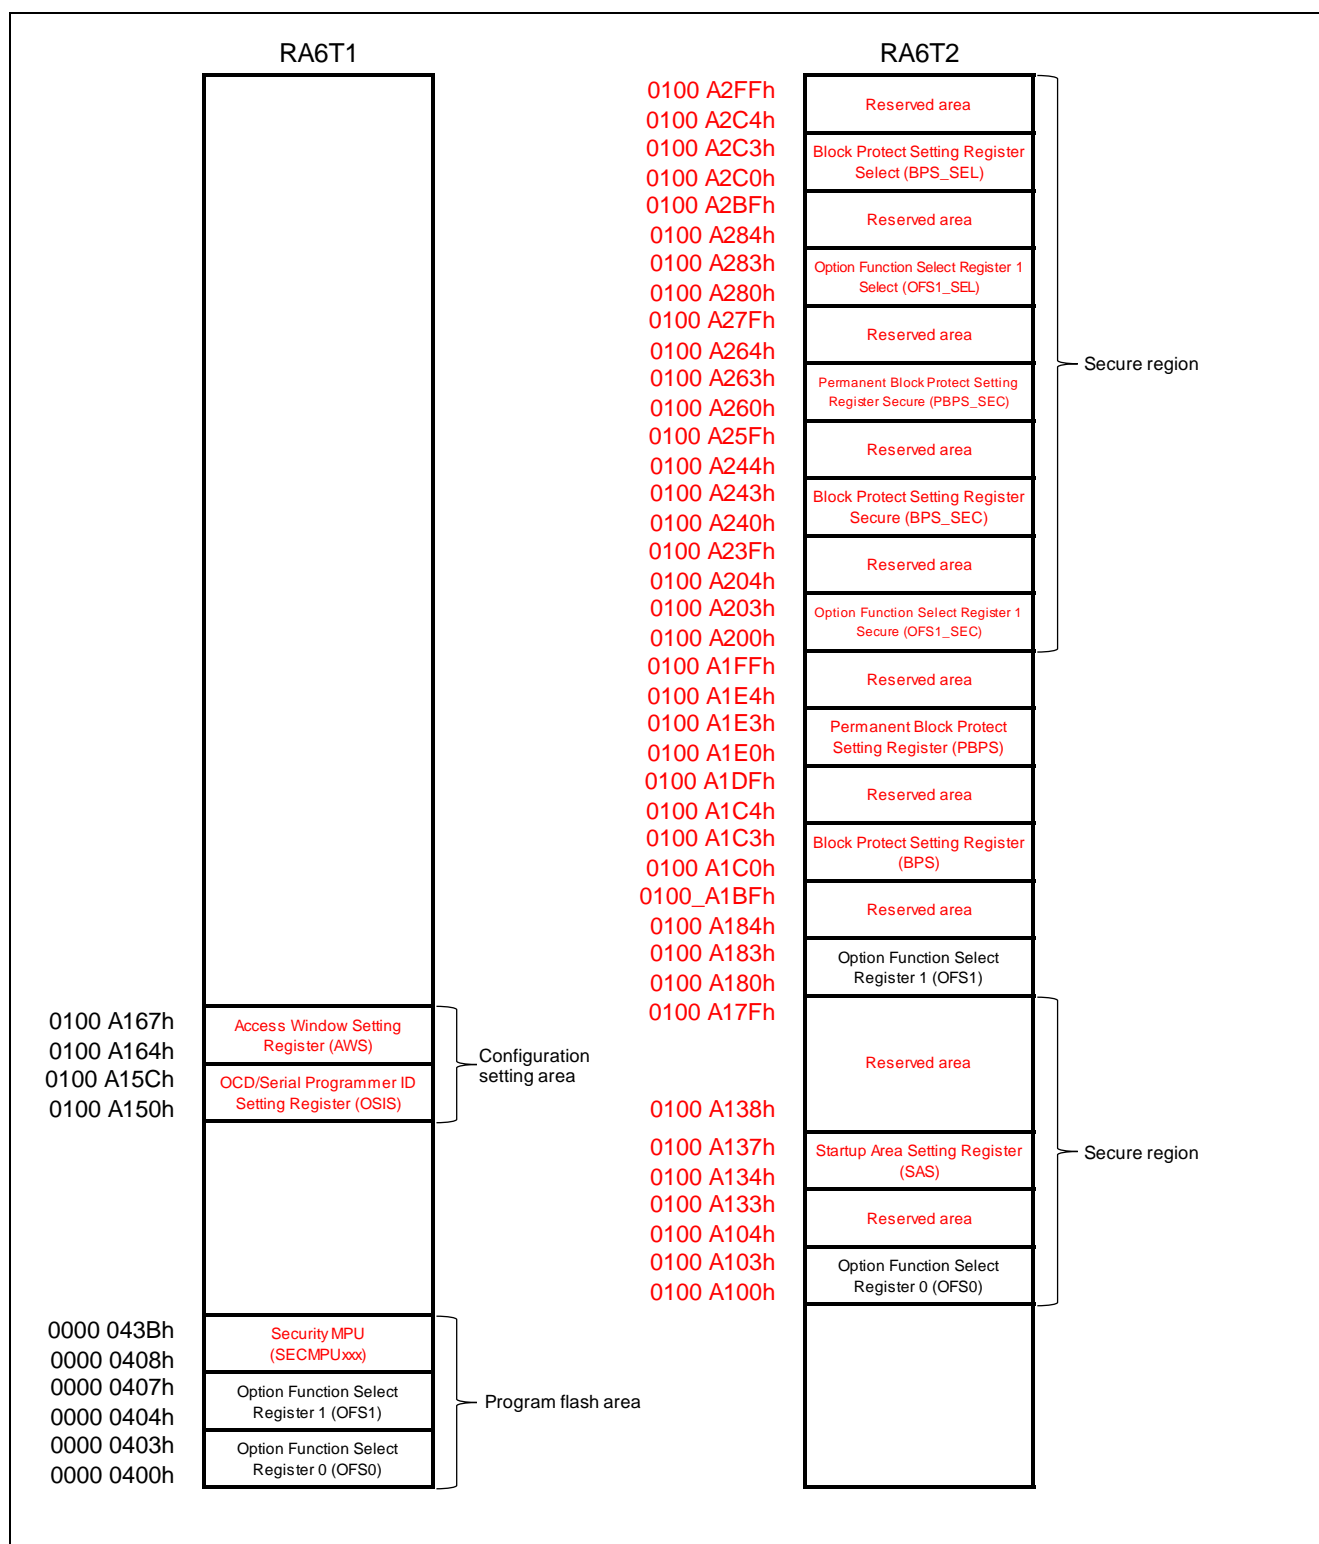 RA6T1
0100 A167h
0100 A164h
0100 A15Ch
0100 A150h
Access Window Setting
Register (AWS)
OCD/Serial Programmer ID
Setting Register (OSIS)
Configuration
setting area
0000 043Bh
0000 0408h
0000 0407h
0000 0404h
0000 0403h
0000 0400h
Security MPU
(SECMPUxxx)
Option Function Select
Register 1 (OFS1)
Option Function Select
Register 0 (OFS0)
Program flash area
RA6T2
0100 A2FFh
0100 A2C4h
Reserved area
0100 A2C3h
0100 A2C0h
Block Protect Setting Register
Select (BPS_SEL)
0100 A2BFh
0100 A284h
Reserved area
0100 A283h
0100 A280h
Option Function Select Register 1
Select (OFS1_SEL)
0100 A27Fh
0100 A264h
Reserved area
0100 A263h
0100 A260h
Permanent Block Protect Setting
Register Secure (PBPS_SEC)
0100 A25Fh
0100 A244h
Reserved area
0100 A243h
0100 A240h
Block Protect Setting Register
Secure (BPS_SEC)
0100 A23Fh
0100 A204h
Reserved area
0100 A203h
0100 A200h
Option Function Select Register 1
Secure (OFS1_SEC)
Secure region
0100 A1FFh
0100 A1E4h
Reserved area
0100 A1E3h
0100 A1E0h
Permanent Block Protect
Setting Register (PBPS)
0100 A1DFh
0100 A1C4h
Reserved area
0100 A1C3h
0100 A1C0h
Block Protect Setting Register
(BPS)
0100_A1BFh
0100 A184h
Reserved area
0100 A183h
0100 A180h
Option Function Select
Register 1 (OFS1)
0100 A17Fh
0100 A138h
Reserved area
0100 A137h
0100 A134h
Startup Area Setting Register
(SAS)
0100 A133h
0100 A104h
Reserved area
0100 A103h
0100 A100h
Option Function Select
Register 0 (OFS0)
Secure region